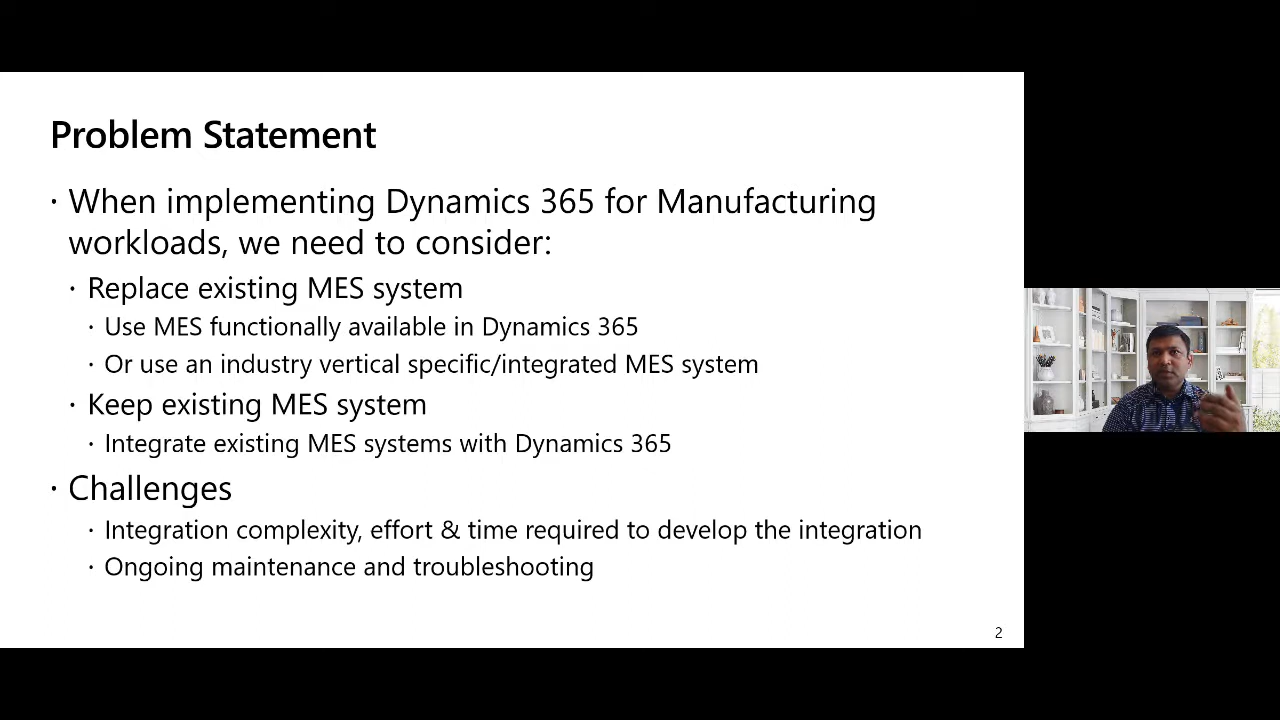 Problem Statement
· When implementing Dynamics 365 for Manufacturing
workloads, we need to consider:
· Replace existing MES system
· Use MES functionally available in Dynamics 365
· Or use an industry vertical specific/integrated MES system
· Keep existing MES system
· Integrate existing MES systems with Dynamics 365
· Challenges
· Integration complexity, effort & time required to develop the integration
· Ongoing maintenance and troubleshooting
2